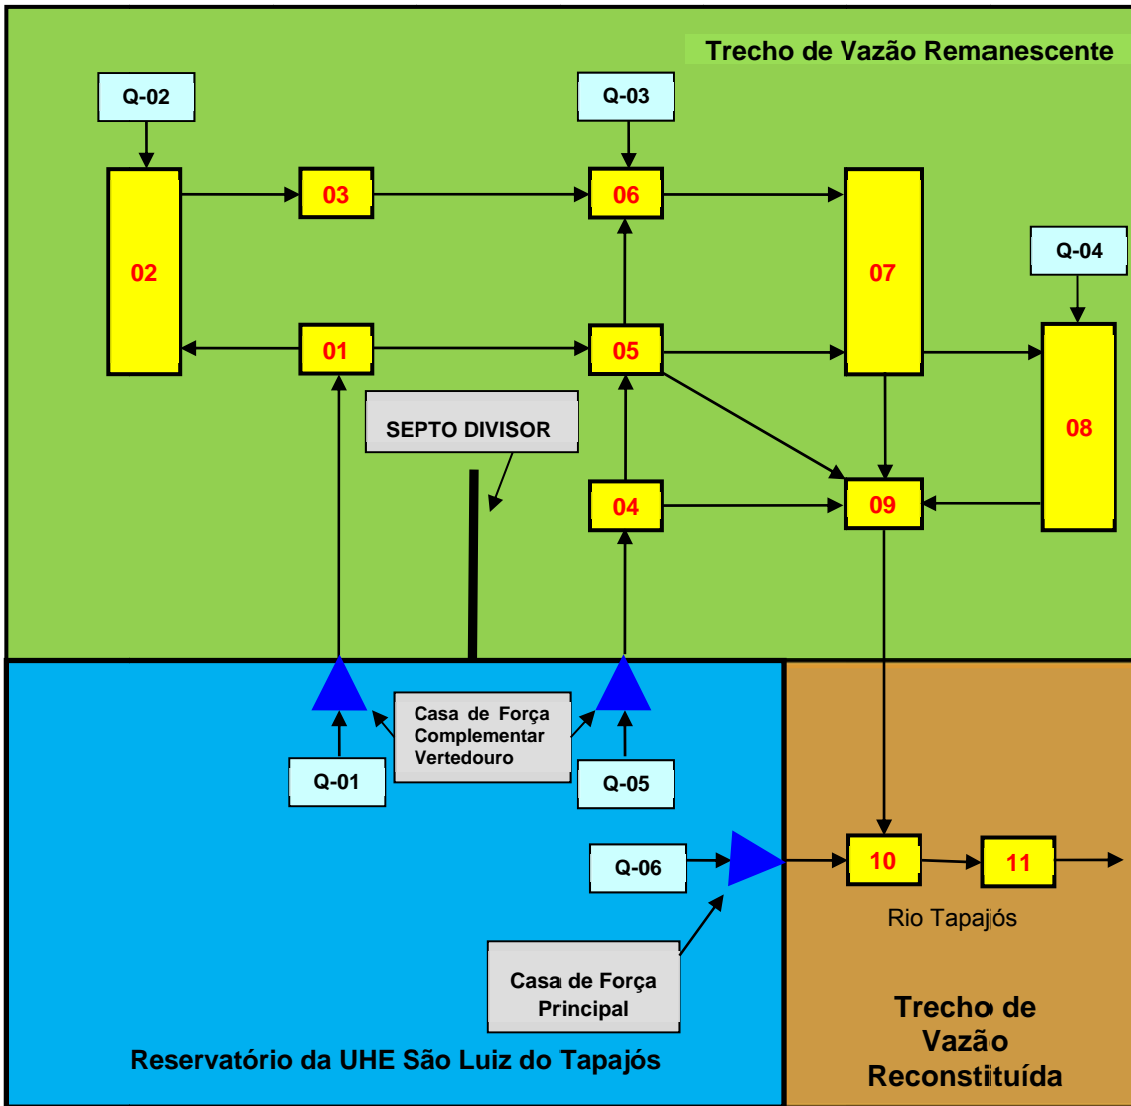 Trecho de Vazão Remanescente
Q-02
Q-03
03
06
Q-04
02
07
01
05
SEPTO DIVISOR
08
04
09
Casa de Força
Complementar
Vertedouro
Q-01
Q-05
Q-06
10
11
Rio Tapajós
Casa de Força
Principal
Trecho de
Vazão
Reconstituída
Reservatório da UHE São Luiz do Tapajós